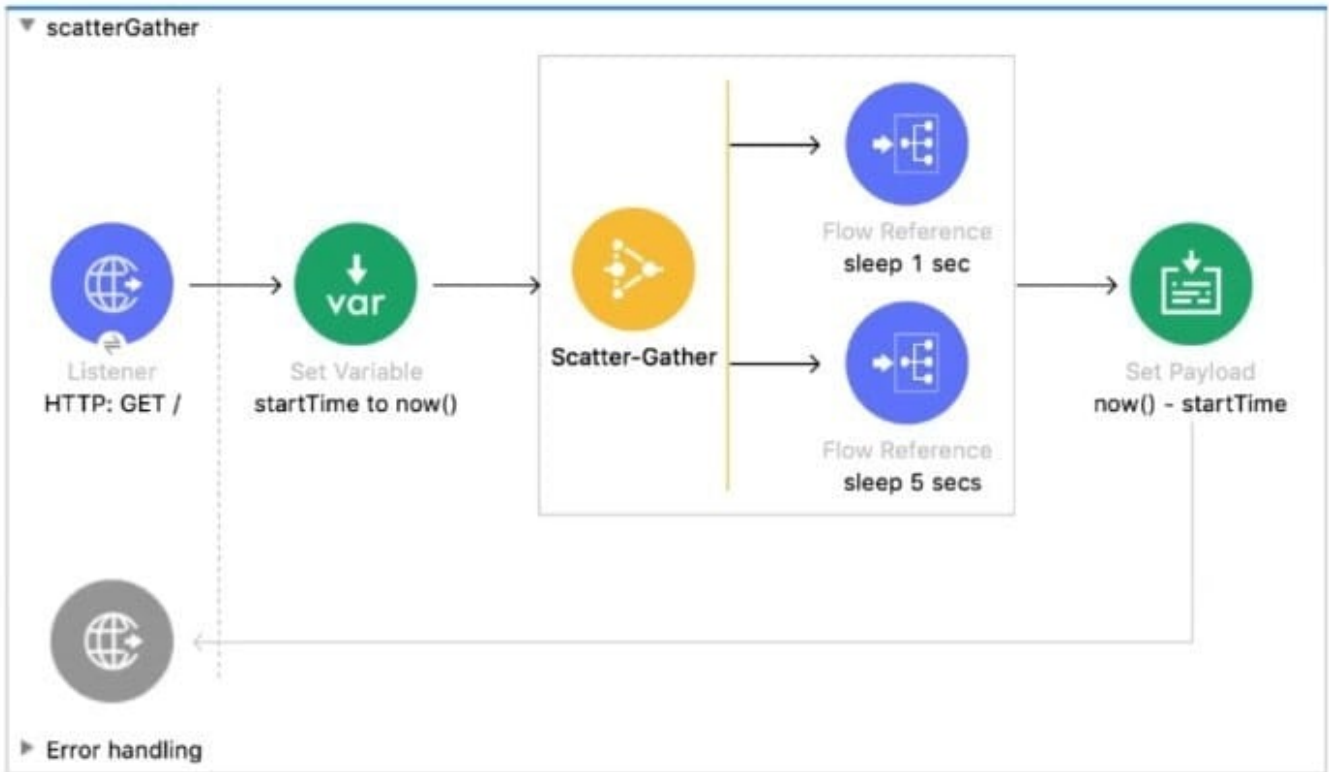 scatterGather
Listener
HTTP: GET /
var
Set Variable
startTime to now()
Scatter-Gather
Flow Reference
sleep 1 sec
Flow Reference
sleep 5 secs
Set Payload
now() - startTime
Error handling